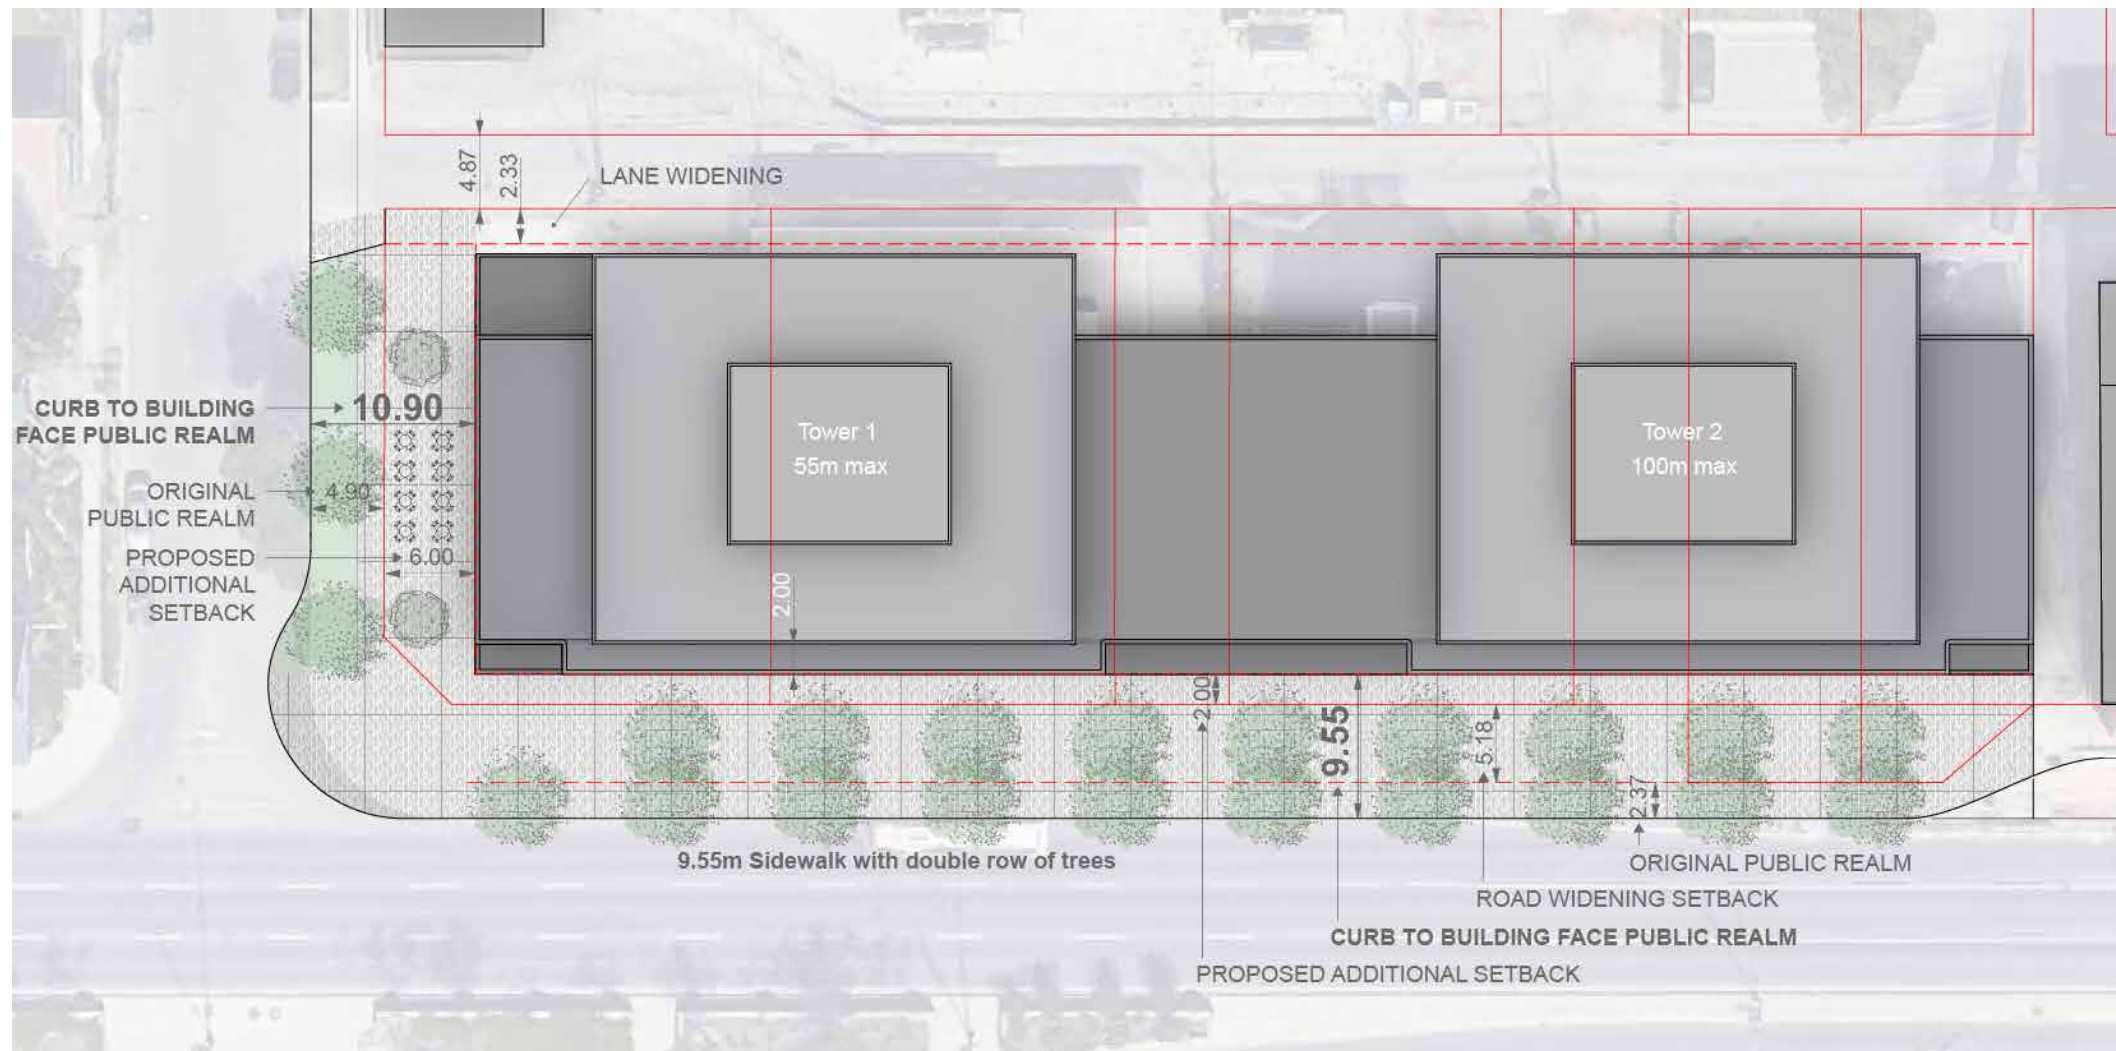 4.87
2.33
LANE WIDENING
CURB TO BUILDING
FACE PUBLIC REALM
10.90
Tower 1
55m max
Tower 2
100m max
ORIGINAL
PUBLIC REALM
4.90
PROPOSED
ADDITIONAL
SETBACK
6.00
2.00
2.00
9.55
5.18
2.37
9.55m Sidewalk with double row of trees
ORIGINAL PUBLIC REALM
ROAD WIDENING SETBACK
CURB TO BUILDING FACE PUBLIC REALM
PROPOSED ADDITIONAL SETBACK